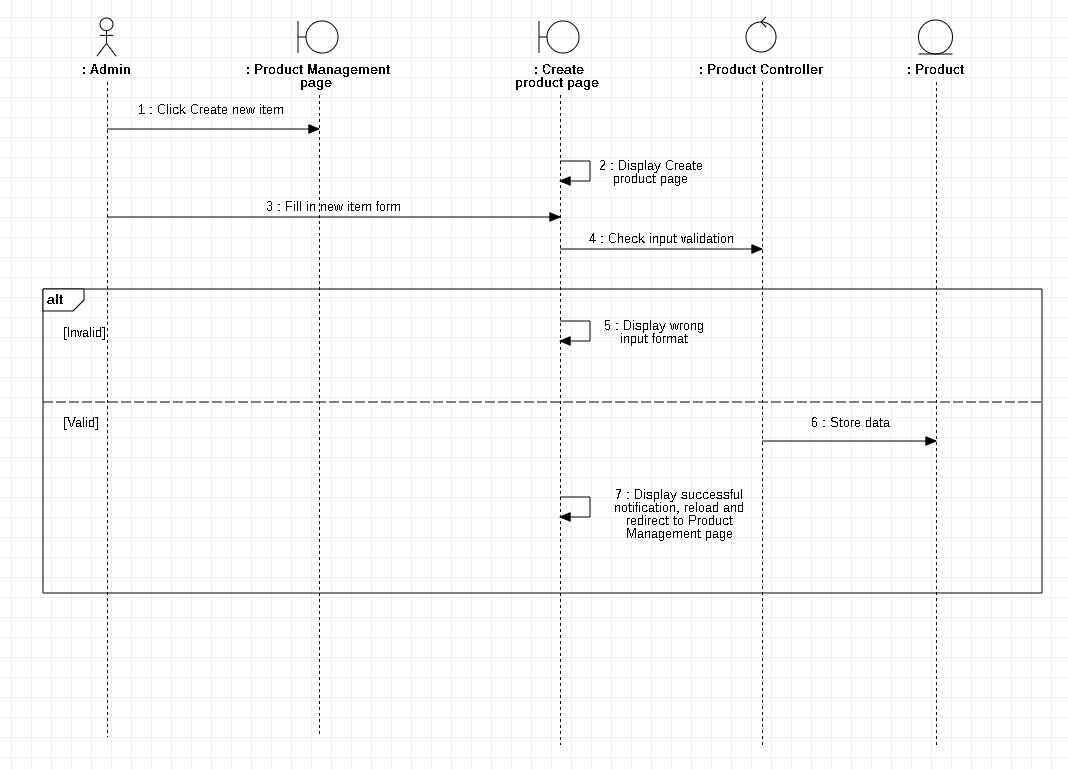 : Admin
: Product Management
page
: Create
product page
: Product Controller
: Product
1 : Click Create new item
2 : Display Create
product page
3 : Fill in new item form
4 : Check input validation
alt
[Invalid]
5 : Display wrong
input format
[Valid]
6 : Store data
7 : Display successful
notification, reload and
redirect to Product
Management page